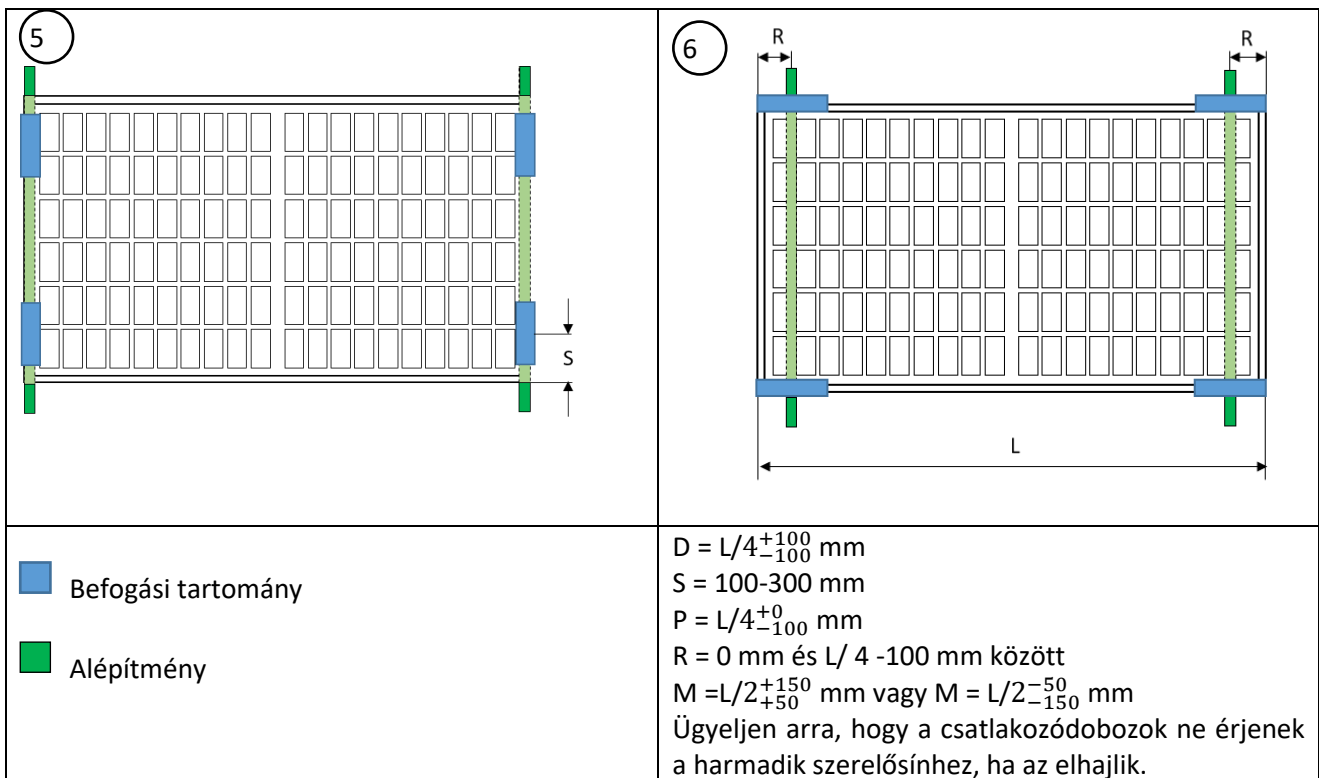 5
S
6
R R
L
Befogási tartomány
Alépítmény
D = L/4⁺¹⁰⁰₋₁₀₀ mm
S = 100-300 mm
P = L/4⁺⁰₋₁₀₀ mm
R = 0 mm és L/ 4 -100 mm között
M =L/2⁺¹⁵⁰₊₅₀ mm vagy M = L/2⁻⁵⁰₋₁₅₀ mm
Ügyeljen arra, hogy a csatlakozódobozok ne érjenek
a harmadik szerelősínhez, ha az elhajlik.